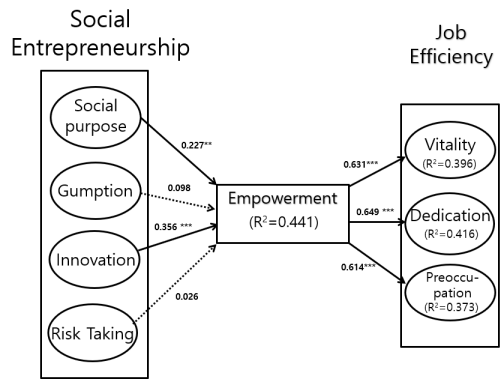 Social
Entrepreneurship
Job
Efficiency
Social
purpose
0.227**
Vitality
(R²=0.396)
0.631***
Gumption
0.098
Empowerment
(R²=0.441)
0.649 ***
Dedication
(R²=0.416)
0.356 ***
Innovation
0.614***
Preoccu-
pation
(R²=0.373)
0.026
Risk Taking